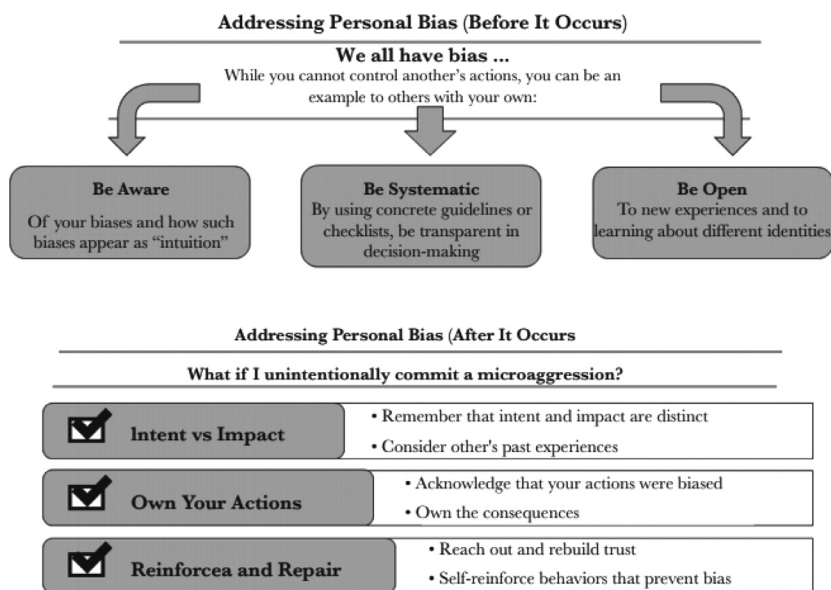 Addressing Personal Bias (Before It Occurs)
We all have bias ...
While you cannot control another's actions, you can be an
example to others with your own:
Be Aware
Of your biases and how such
biases appear as "intuition"
Be Systematic
By using concrete guidelines or
checklists, be transparent in
decision-making
Be Open
To new experiences and to
learning about different identities
Addressing Personal Bias (After It Occurs
What if I unintentionally commit a microaggression?
Intent vs Impact
• Remember that intent and impact are distinct
• Consider other's past experiences
Own Your Actions
• Acknowledge that your actions were biased
• Own the consequences
Reinforcea and Repair
• Reach out and rebuild trust
• Self-reinforce behaviors that prevent bias